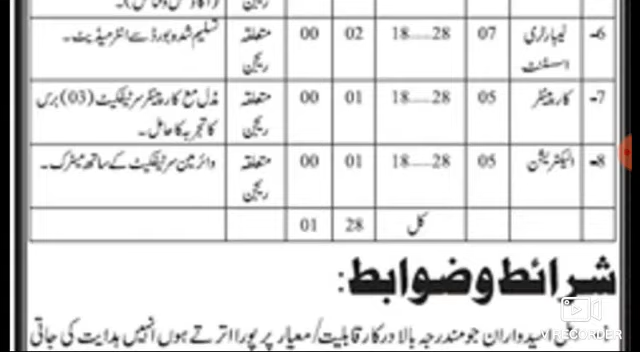 6- لیبارٹری اسسٹنٹ 07 18.....28 02 00 متعلقہ ریجن تسلیم شدہ بورڈ سے انٹرمیڈیٹ۔
7- کارپینٹر 05 18.....28 01 00 متعلقہ ریجن مڈل مع کارپینٹر سرٹیفکیٹ (03) برس کا تجربہ کا حامل۔
8- الیکٹریشن 05 18.....28 01 00 متعلقہ ریجن وائرمین سرٹیفکیٹ کے ساتھ میٹرک۔
کل 28 01
شرائط و ضوابط:
امیدواران جو مندرجہ بالا درکار قابلیت/معیار پر پورا اترتے ہوں انہیں ہدایت کی جاتی
V RECORDER